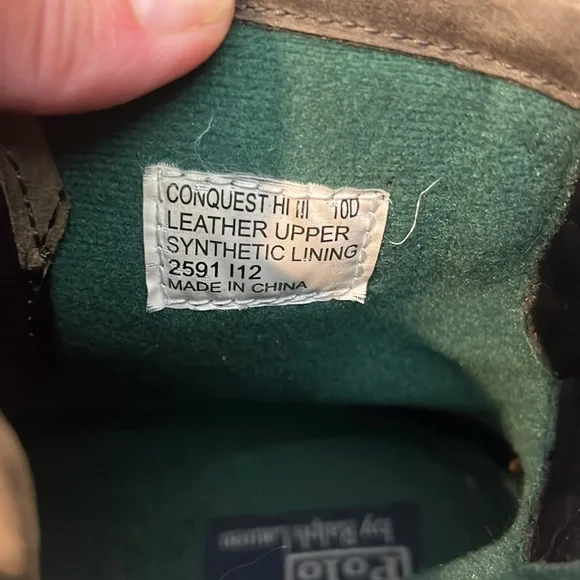 CONQUEST HI III 10D
LEATHER UPPER
SYNTHETIC LINING
2591 I12
MADE IN CHINA
Polo
by Ralph Lauren